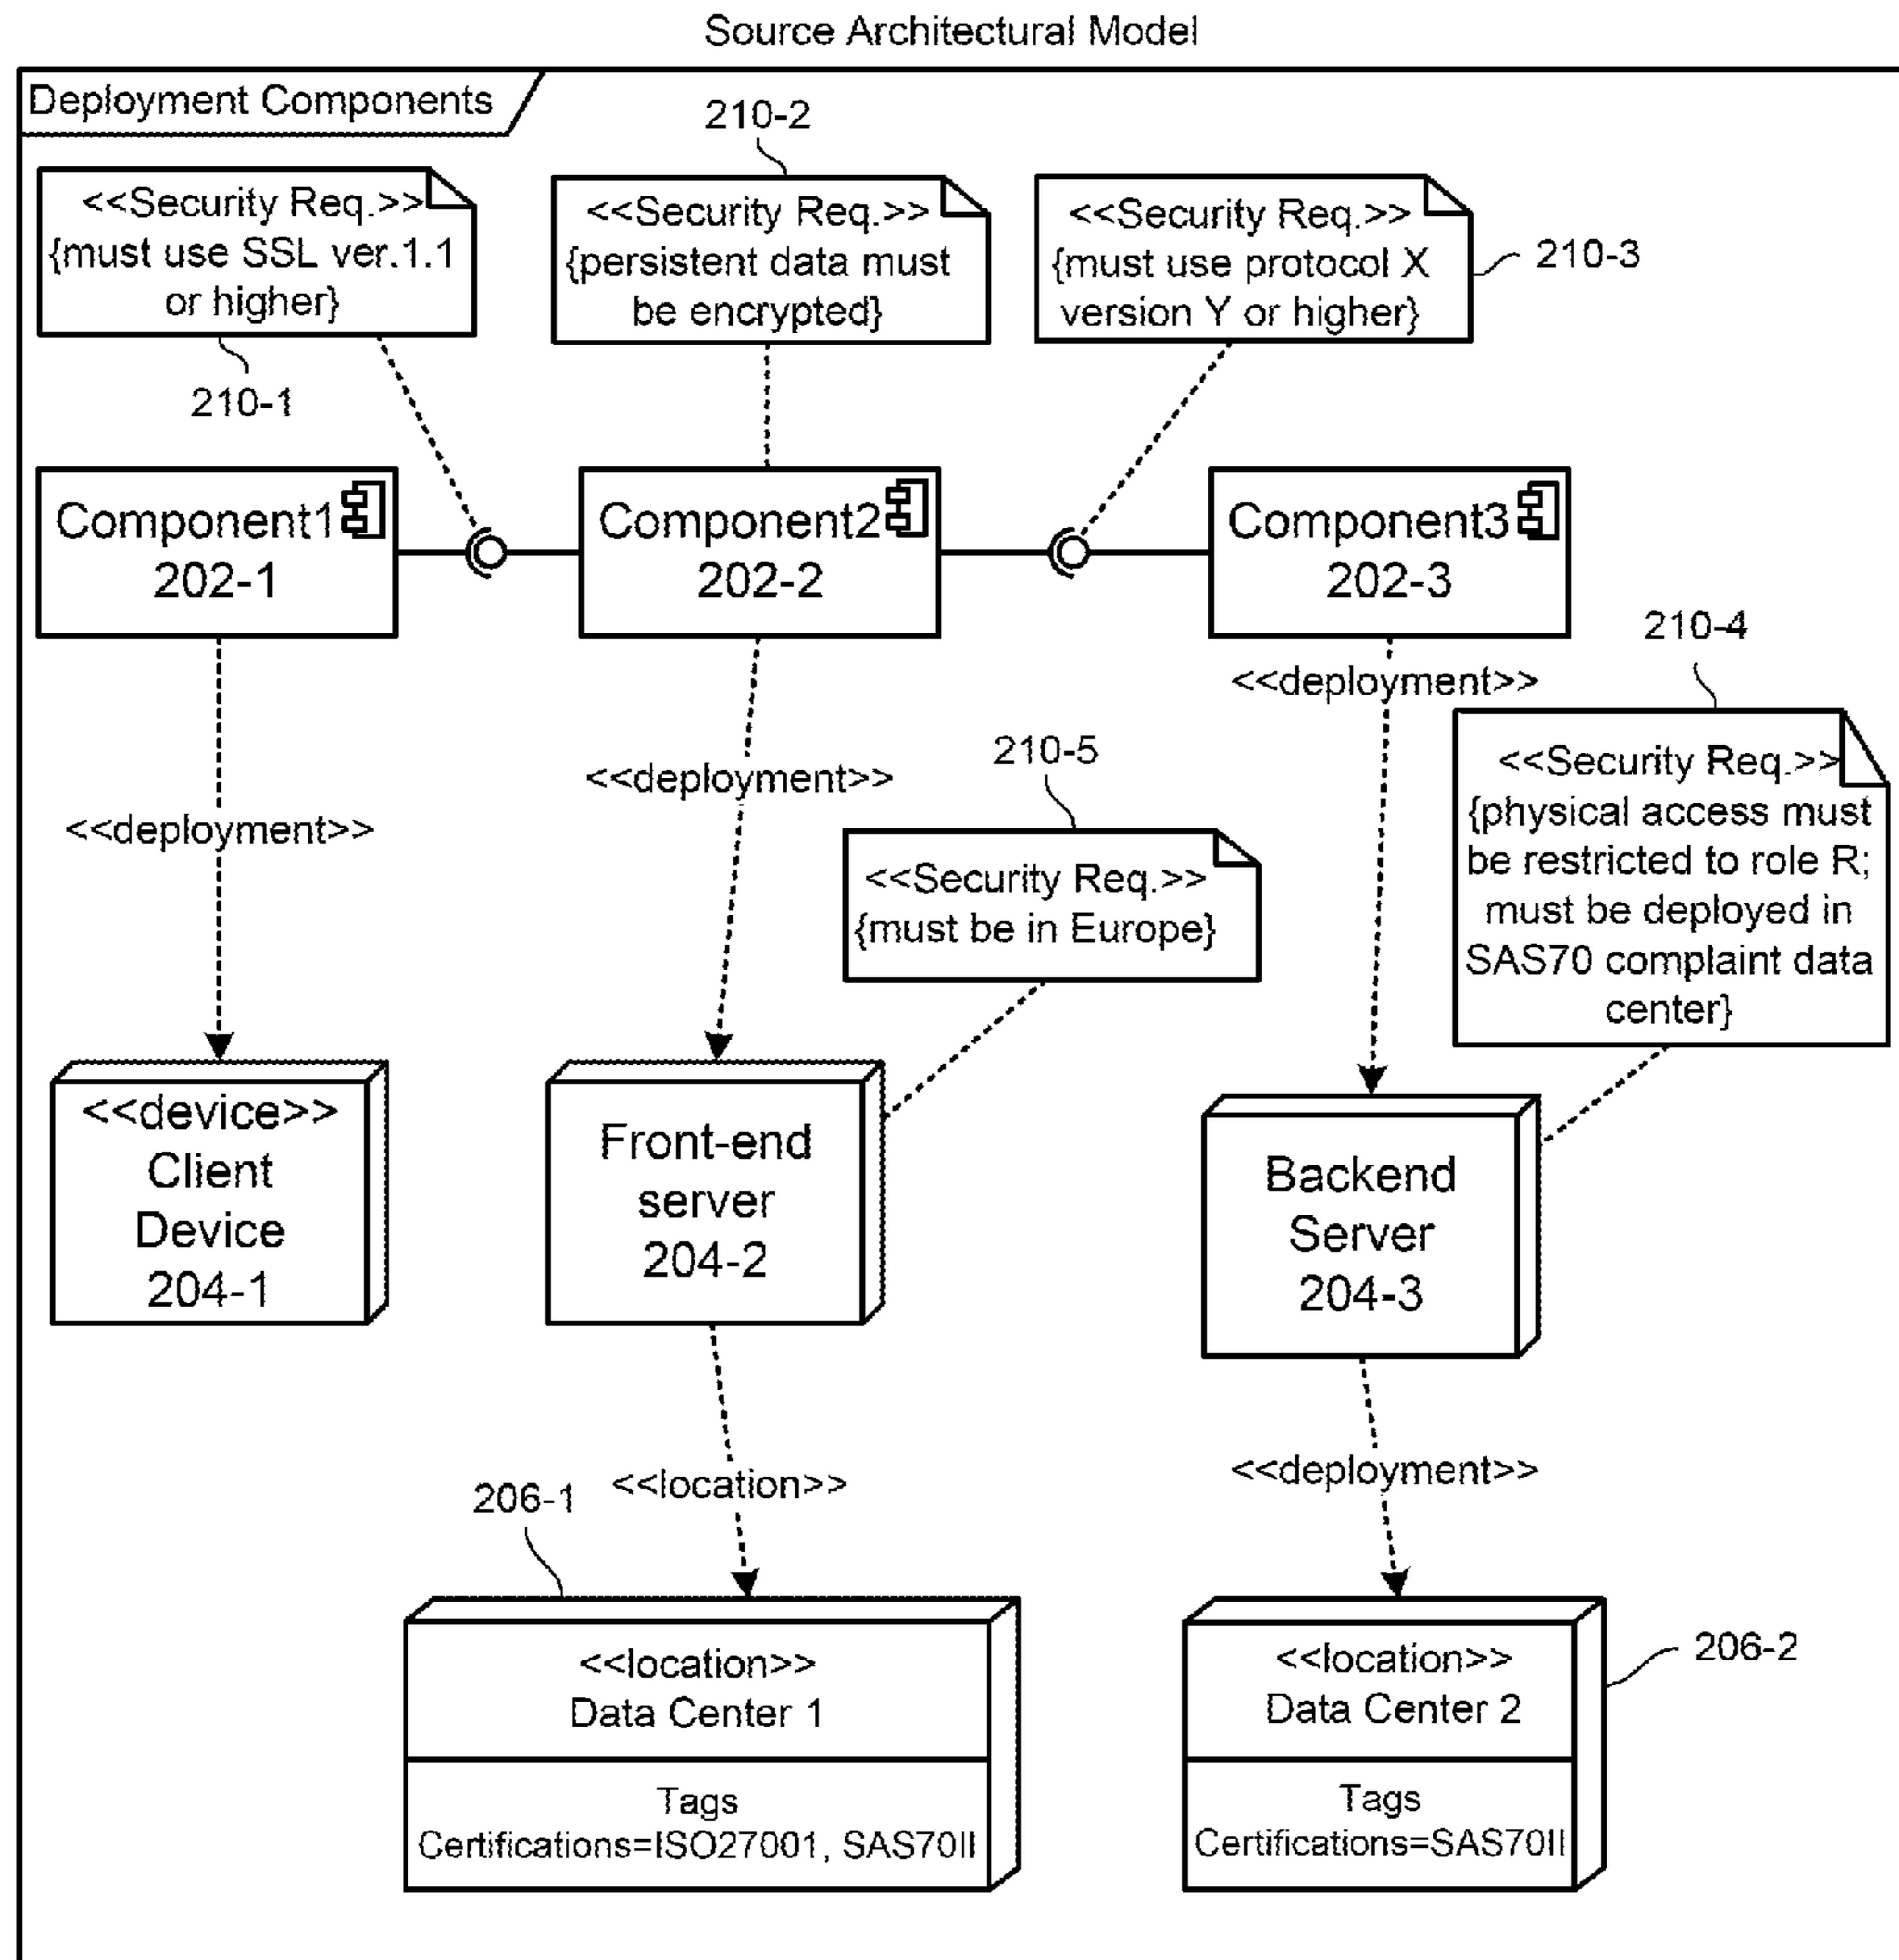 Source Architectural Model
Deployment Components
210-2
<<Security Req.>>
{must use SSL ver.1.1
or higher}
210-1
<<Security Req.>>
{persistent data must
be encrypted}
<<Security Req.>>
{must use protocol X
version Y or higher}
210-3
Component1
202-1
Component2
202-2
Component3
202-3
<<deployment>>
<<deployment>>
<<deployment>>
210-4
210-5
<<Security Req.>>
{must be in Europe}
<<Security Req.>>
{physical access must
be restricted to role R;
must be deployed in
SAS70 complaint data
center}
<<device>>
Client
Device
204-1
Front-end
server
204-2
Backend
Server
204-3
206-1
<<location>>
<<deployment>>
<<location>>
Data Center 1
Tags
Certifications=ISO27001, SAS70II
<<location>>
Data Center 2
Tags
Certifications=SAS70II
206-2